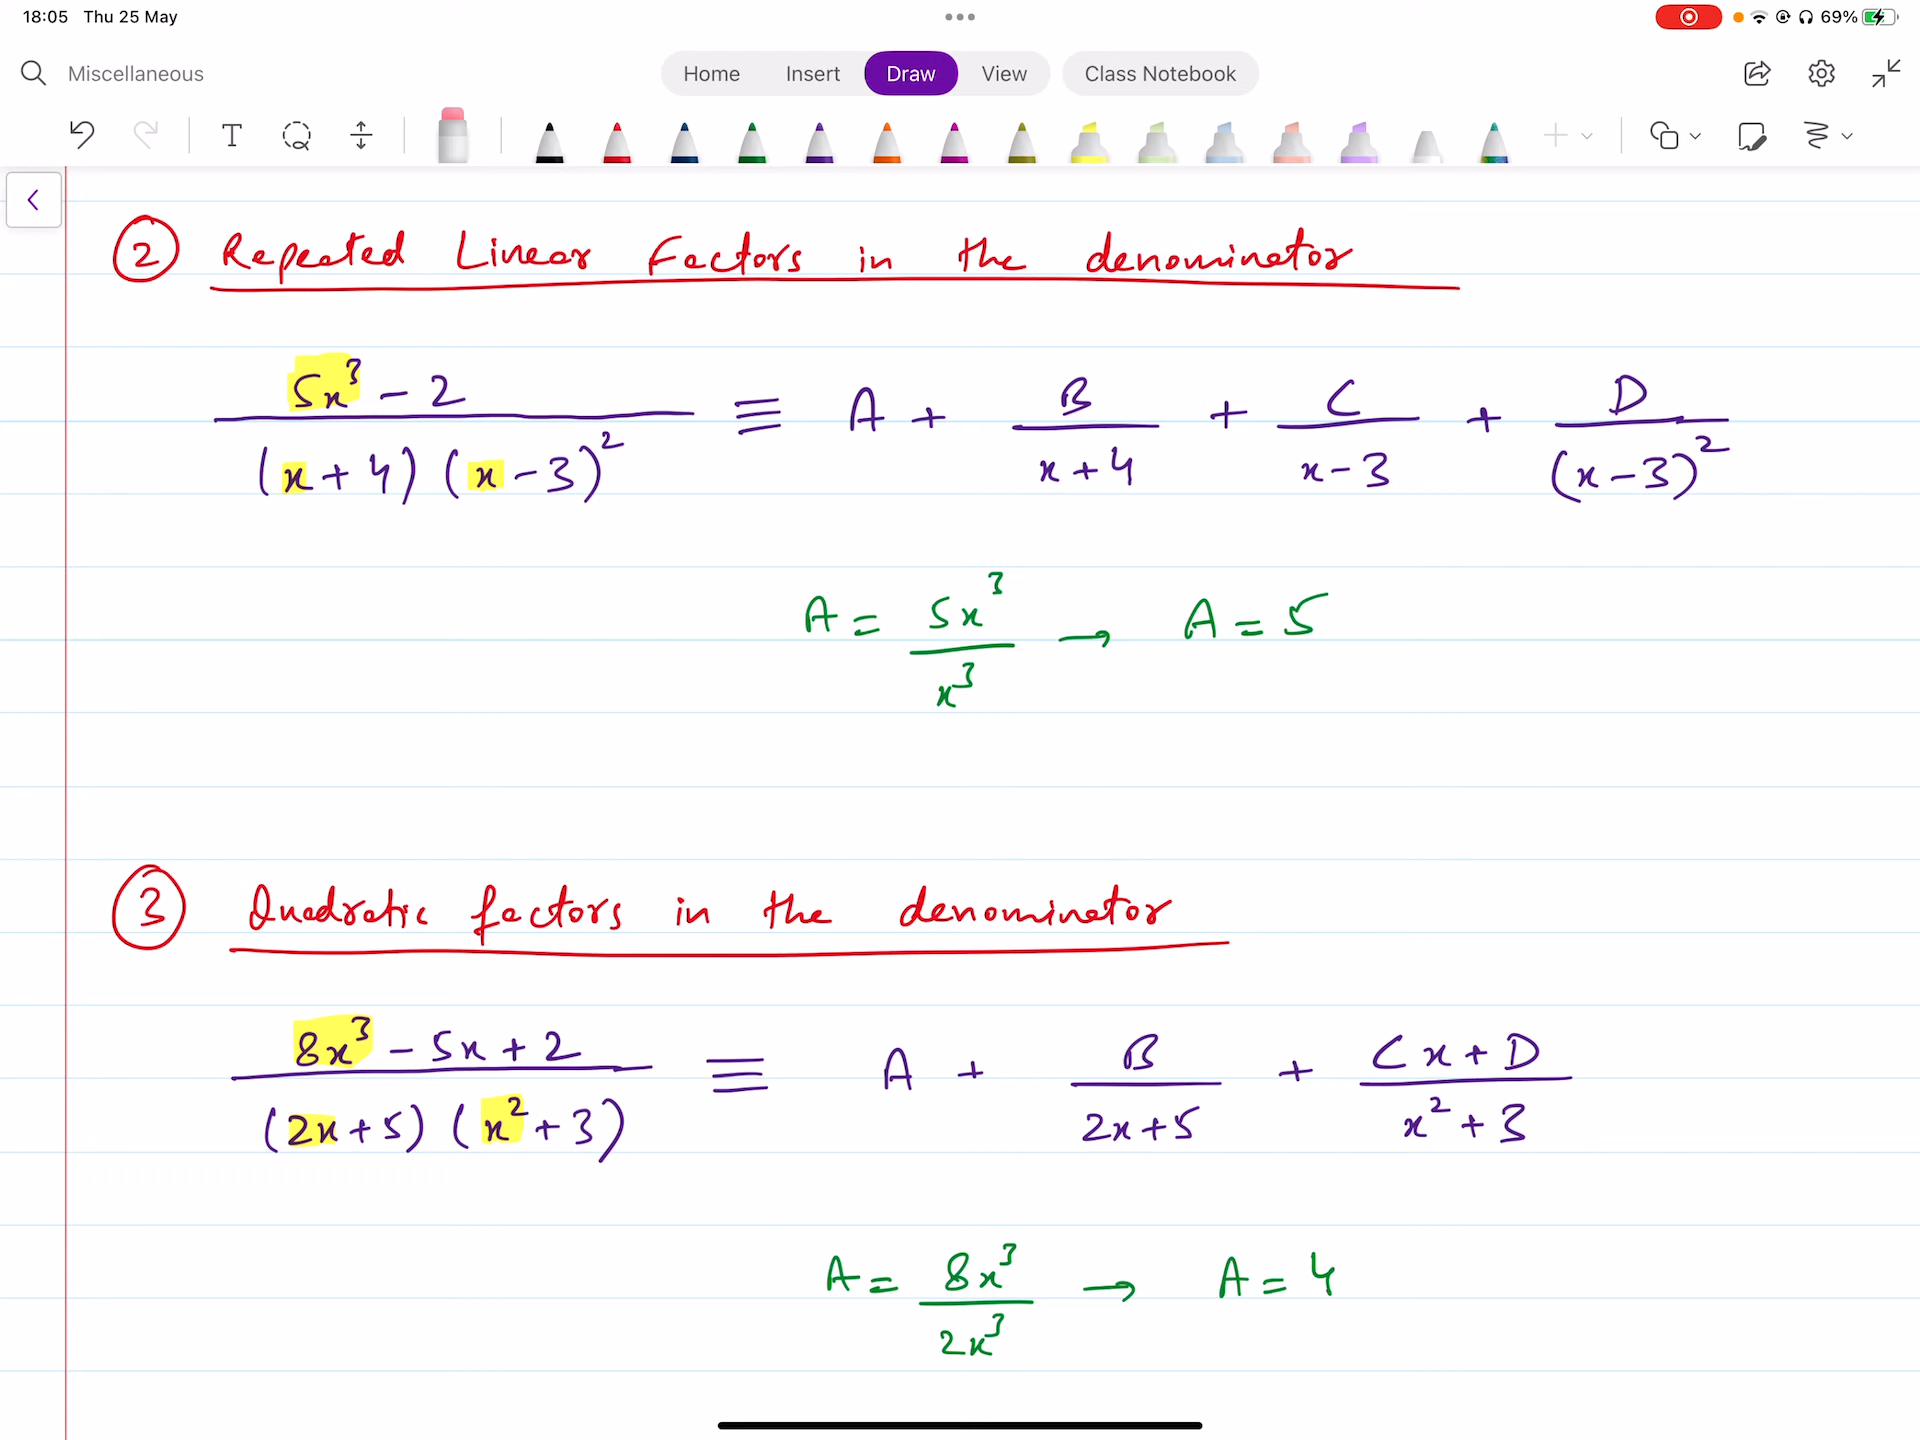 18:05 Thu 25 May
69%
Miscellaneous
Home Insert Draw View Class Notebook
T
② Repeated Linear Factors in the denominator
5x³ - 2 / (x + 4) (x - 3)² ≡ A + B / x + 4 + C / x - 3 + D / (x - 3)²
A = 5x³ / x³ → A = 5
③ Quadratic factors in the denominator
8x³ - 5x + 2 / (2x + 5) (x² + 3) ≡ A + B / 2x + 5 + Cx + D / x² + 3
A = 8x³ / 2x³ → A = 4